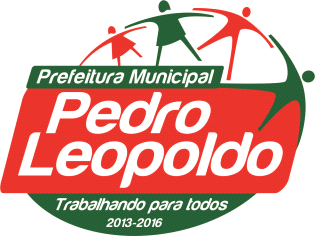 Prefeitura Municipal
Pedro
Leopoldo
Trabalhando para todos
2013-2016